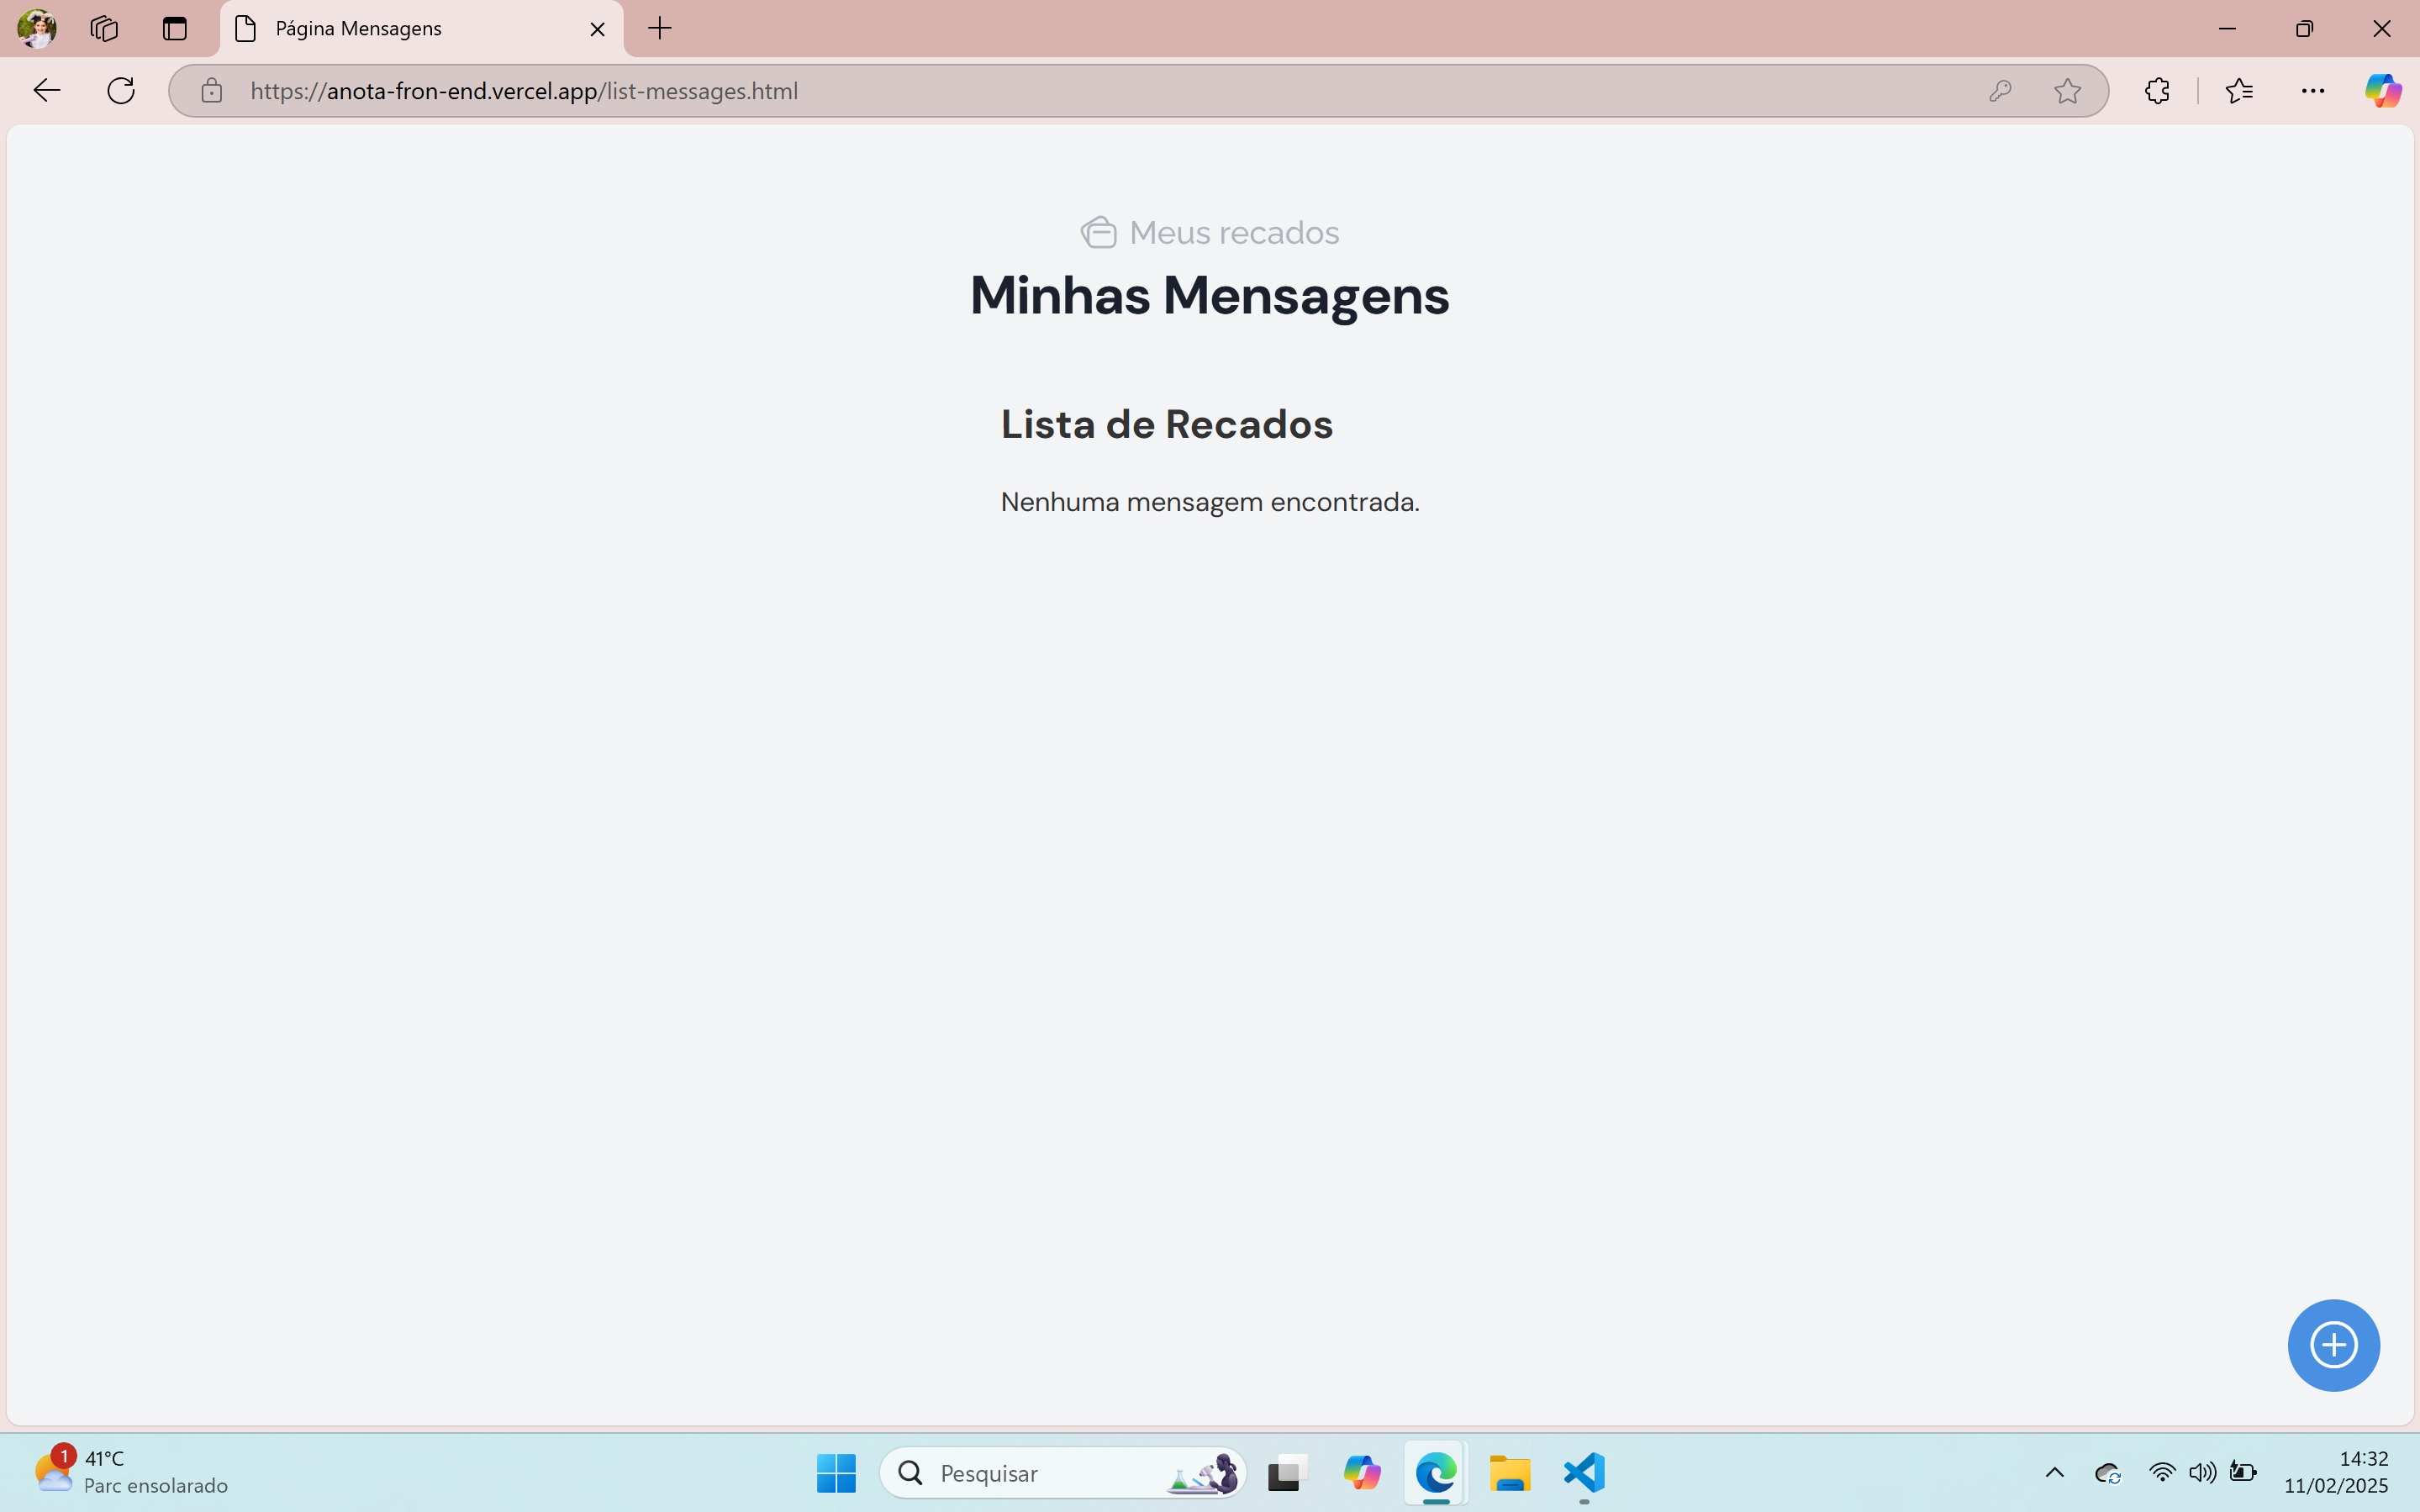 Página Mensagens
https://anota-fron-end.vercel.app/list-messages.html
Meus recados
Minhas Mensagens
Lista de Recados
Nenhuma mensagem encontrada.
1
41°C
Parc ensolarado
Pesquisar
14:32
11/02/2025